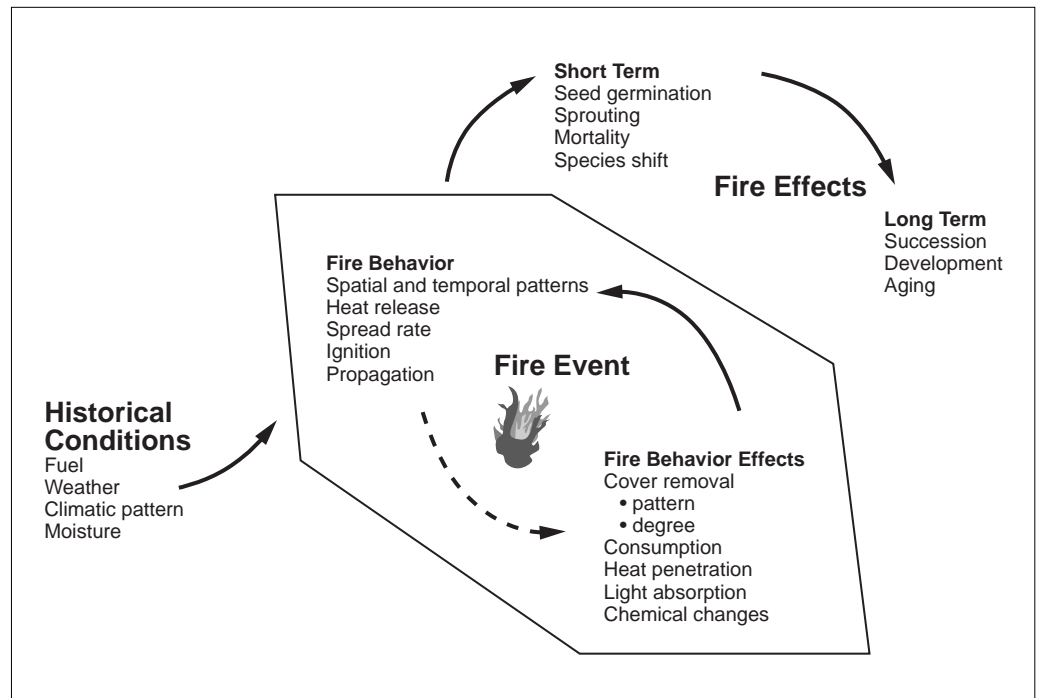 Short Term
Seed germination
Sprouting
Mortality
Species shift
Fire Effects
Long Term
Succession
Development
Aging
Fire Behavior
Spatial and temporal patterns
Heat release
Spread rate
Ignition
Propagation
Fire Event
Historical
Conditions
Fuel
Weather
Climatic pattern
Moisture
Fire Behavior Effects
Cover removal
• pattern
• degree
Consumption
Heat penetration
Light absorption
Chemical changes